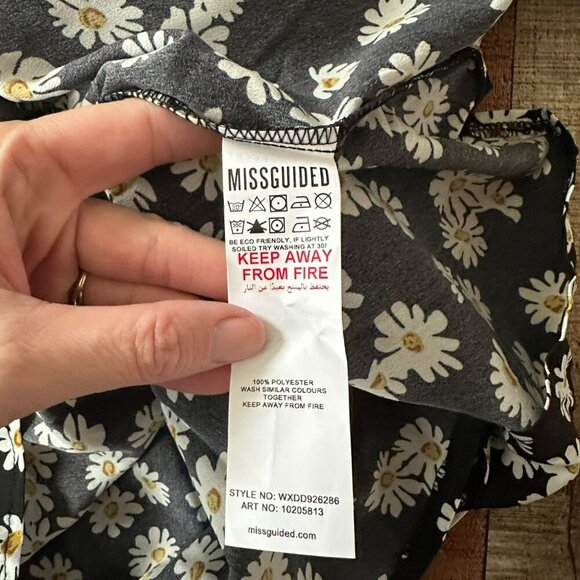 MISSGUIDED
BE ECO FRIENDLY, IF LIGHTLY
SOILED TRY WASHING AT 30!
KEEP AWAY
FROM FIRE
يحتفظ بالمنتج بعيدًا عن النار
100% POLYESTER
WASH SIMILAR COLOURS
TOGETHER
KEEP AWAY FROM FIRE
STYLE NO: WXDD926286
ART NO: 10205813
missguided.com